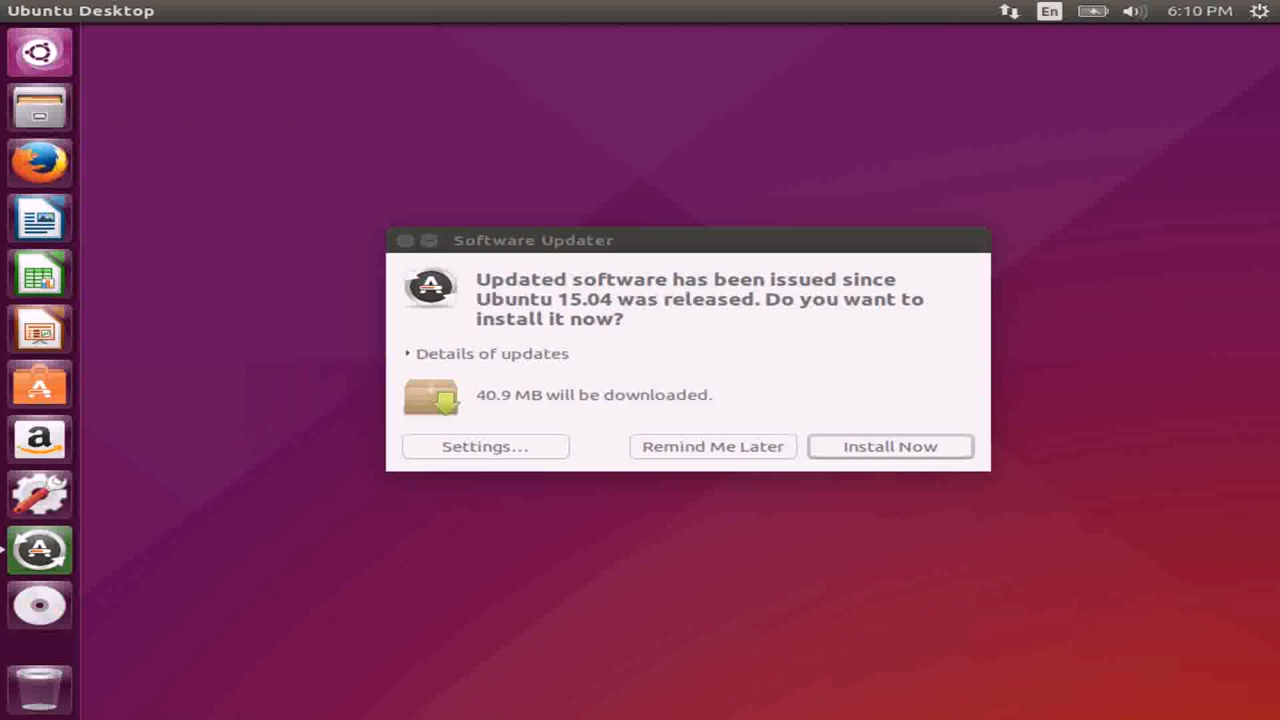 Ubuntu Desktop
En
6:10 PM
a
Software Updater
Updated software has been issued since
Ubuntu 15.04 was released. Do you want to
install it now?
Details of updates
40.9 MB will be downloaded.
Settings...
Remind Me Later
Install Now